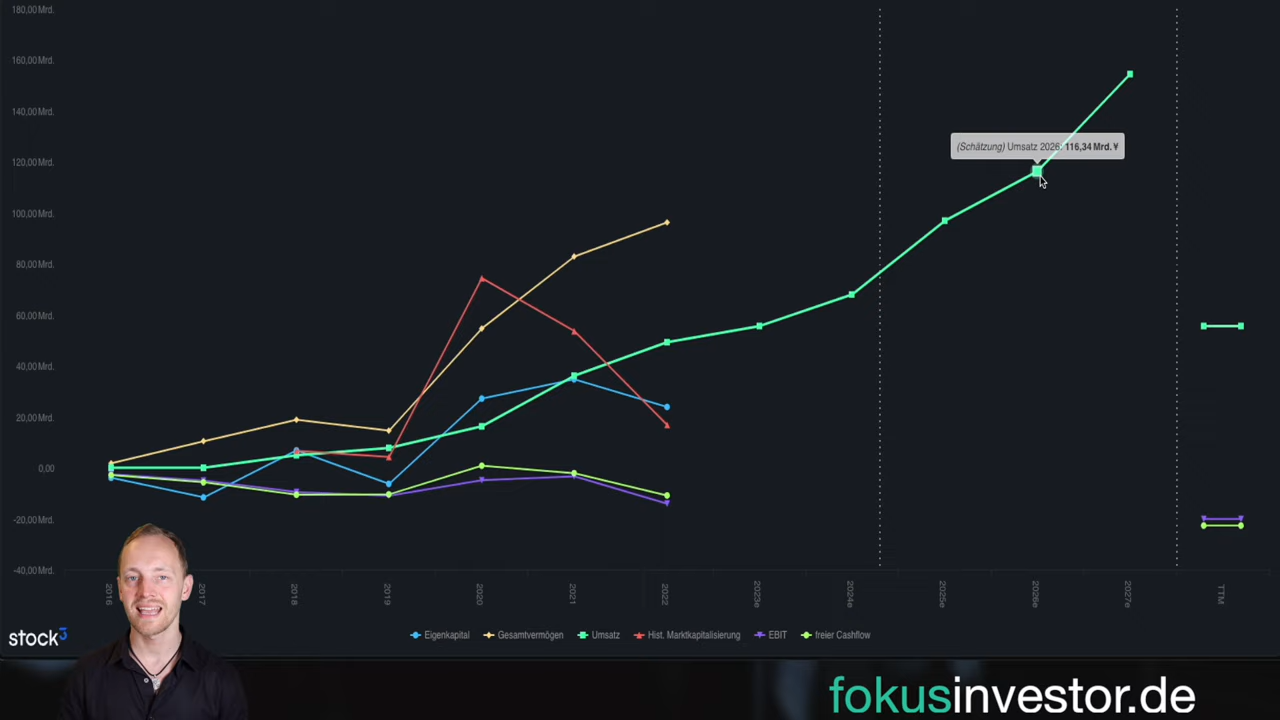 180,00 Mrd.
160,00 Mrd.
140,00 Mrd.
120,00 Mrd.
100,00 Mrd.
80,00 Mrd.
60,00 Mrd.
40,00 Mrd.
20,00 Mrd.
0,00
-20,00 Mrd.
-40,00 Mrd.
(Schätzung) Umsatz 2026: 116,34 Mrd. ¥
2016
2017
2018
2019
2020
2021
2022
2023e
2024e
2025e
2026e
2027e
TTM
Eigenkapital
Gesamtvermögen
Umsatz
Hist. Marktkapitalisierung
EBIT
freier Cashflow
stock3
fokusinvestor.de